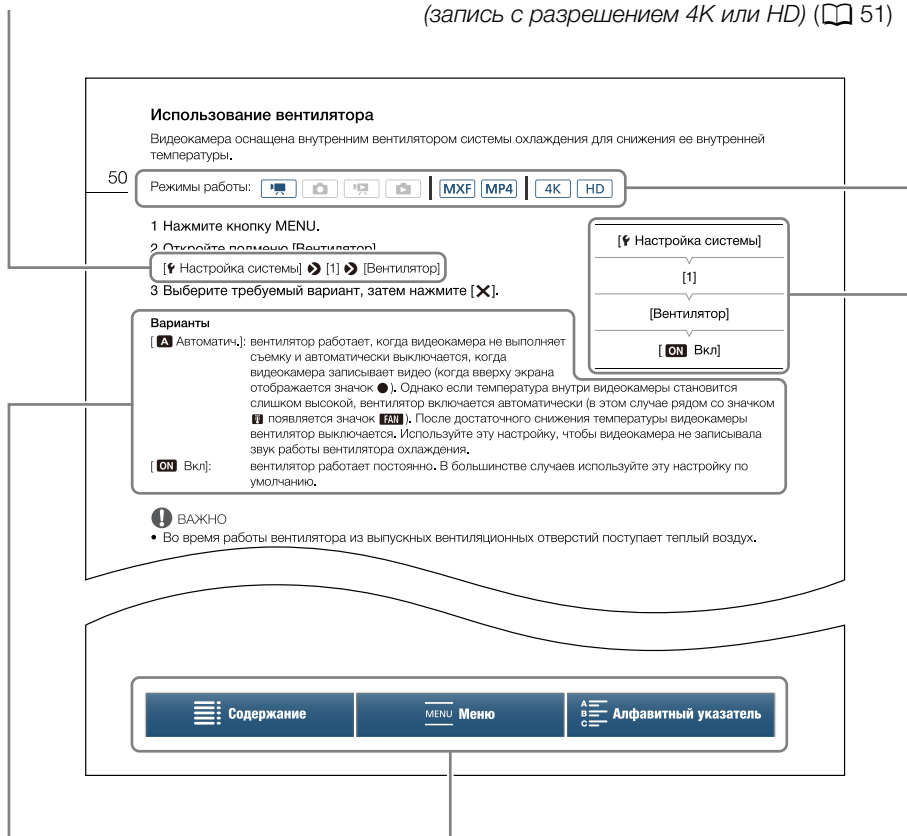 (запись с разрешением 4K или HD) ( 51)
Использование вентилятора
Видеокамера оснащена внутренним вентилятором системы охлаждения для снижения ее внутренней
температуры.
50
Режимы работы: MXF MP4 4K HD
1 Нажмите кнопку MENU.
2 Откройте подменю [Вентилятор]
[ Настройка системы] [1] [Вентилятор]
3 Выберите требуемый вариант, затем нажмите [X].
[ Настройка системы]
[1]
[Вентилятор]
[ON Вкл]
Варианты
[A Автоматич.]: вентилятор работает, когда видеокамера не выполняет
съемку и автоматически выключается, когда
видеокамера записывает видео (когда вверху экрана
отображается значок ●). Однако если температура внутри видеокамеры становится
слишком высокой, вентилятор включается автоматически (в этом случае рядом со значком
появляется значок FAN). После достаточного снижения температуры видеокамеры
вентилятор выключается. Используйте эту настройку, чтобы видеокамера не записывала
звук работы вентилятора охлаждения.
[ON Вкл]: вентилятор работает постоянно. В большинстве случаев используйте эту настройку по
умолчанию.
ВАЖНО
• Во время работы вентилятора из выпускных вентиляционных отверстий поступает теплый воздух.
Содержание
MENU Меню
A B C Алфавитный указатель